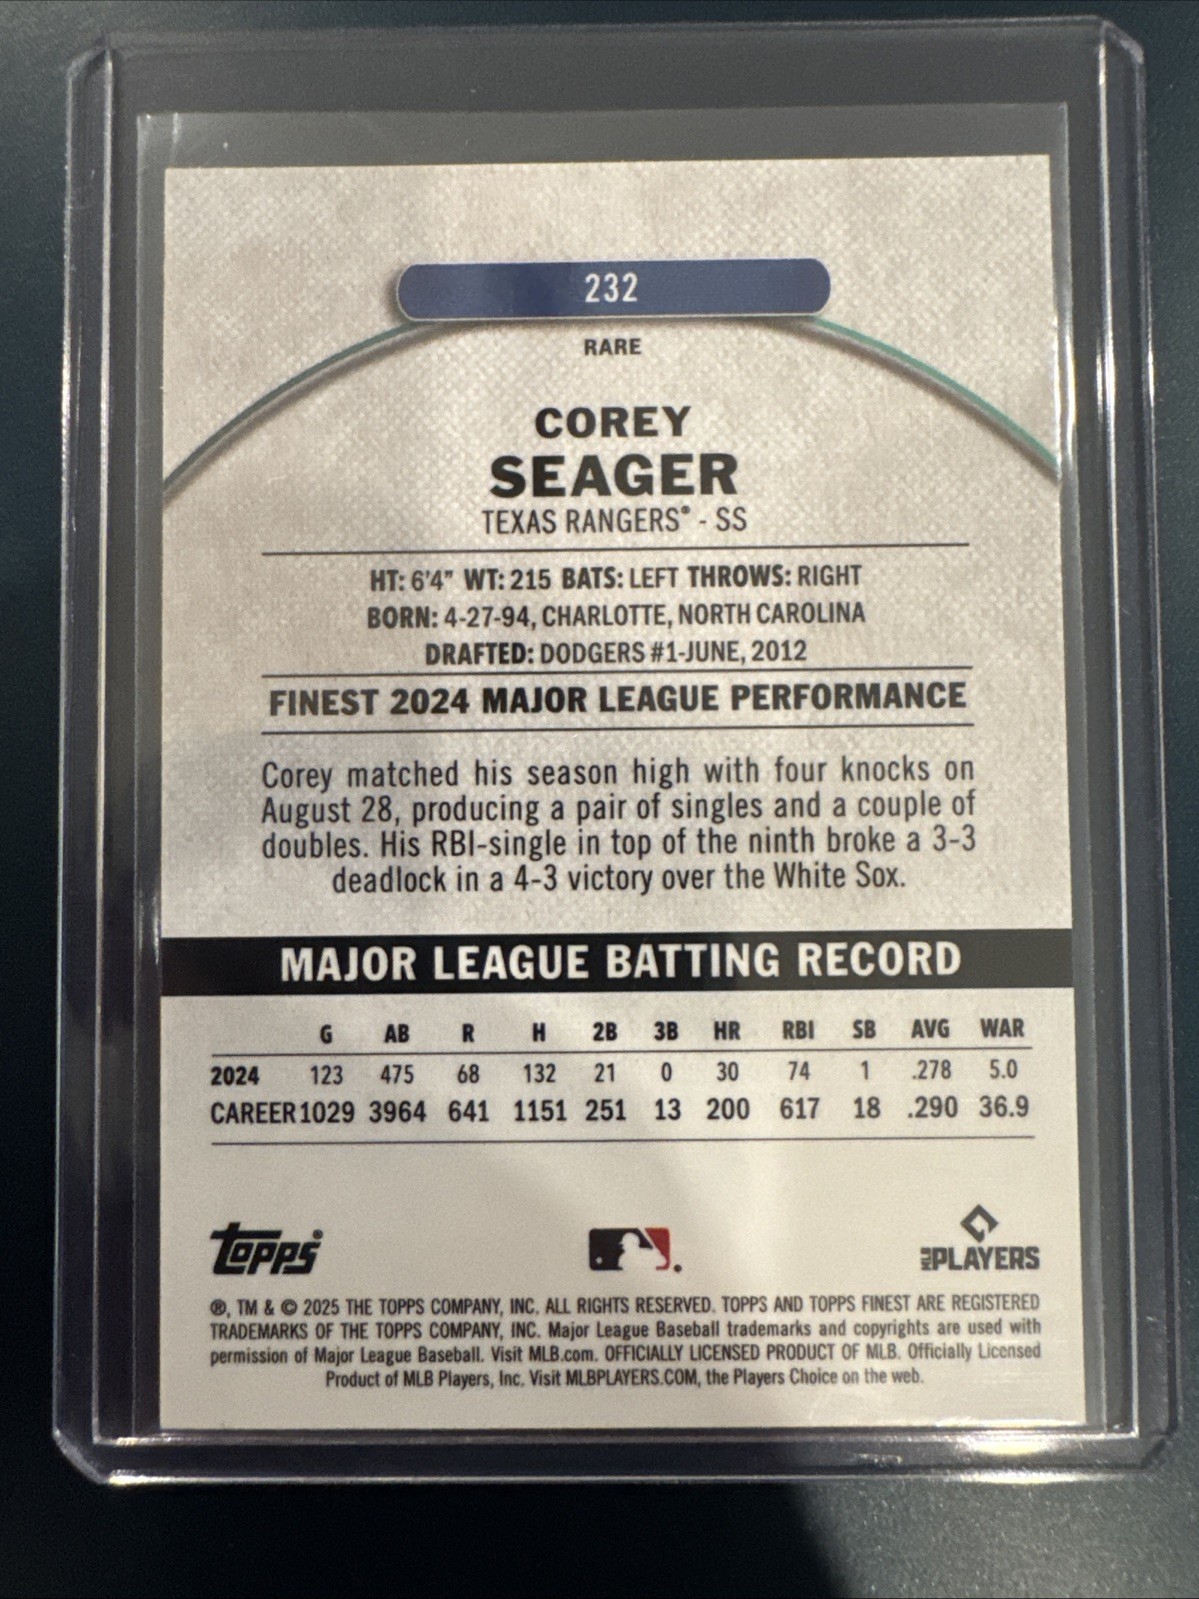 232
RARE
COREY
SEAGER
TEXAS RANGERS® - SS
HT: 6'4" WT: 215 BATS: LEFT THROWS: RIGHT
BORN: 4-27-94, CHARLOTTE, NORTH CAROLINA
DRAFTED: DODGERS #1-JUNE, 2012
FINEST 2024 MAJOR LEAGUE PERFORMANCE
Corey matched his season high with four knocks on
August 28, producing a pair of singles and a couple of
doubles. His RBI-single in top of the ninth broke a 3-3
deadlock in a 4-3 victory over the White Sox.
MAJOR LEAGUE BATTING RECORD
G AB R H 2B 3B HR RBI SB AVG WAR
2024 123 475 68 132 21 0 30 74 1 .278 5.0
CAREER 1029 3964 641 1151 251 13 200 617 18 .290 36.9
TOPPS® MLB PLAYERS
®, TM & © 2025 THE TOPPS COMPANY, INC. ALL RIGHTS RESERVED. TOPPS AND TOPPS FINEST ARE REGISTERED
TRADEMARKS OF THE TOPPS COMPANY, INC. Major League Baseball trademarks and copyrights are used with
permission of Major League Baseball. Visit MLB.com. OFFICIALLY LICENSED PRODUCT OF MLB. Officially Licensed
Product of MLB Players, Inc. Visit MLBPLAYERS.COM, the Players Choice on the web.